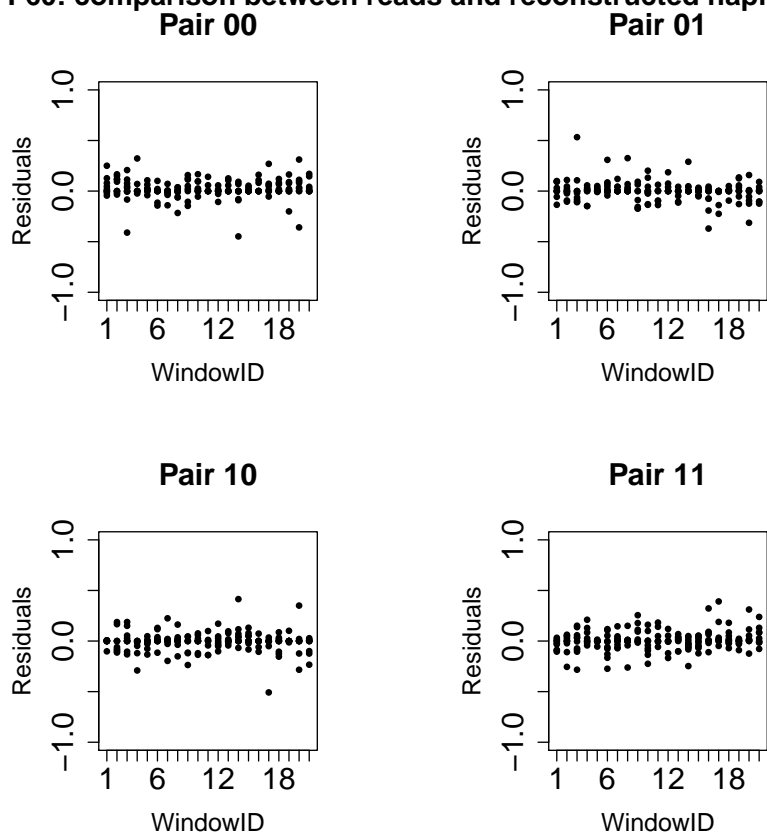 comparison between reads and reconstructed
Pair 00
Pair 01
Residuals
1.0
0.0
−1.0
1 6 12 18
WindowID
Residuals
1.0
0.0
−1.0
1 6 12 18
WindowID
Pair 10
Pair 11
Residuals
1.0
0.0
−1.0
1 6 12 18
WindowID
Residuals
1.0
0.0
−1.0
1 6 12 18
WindowID